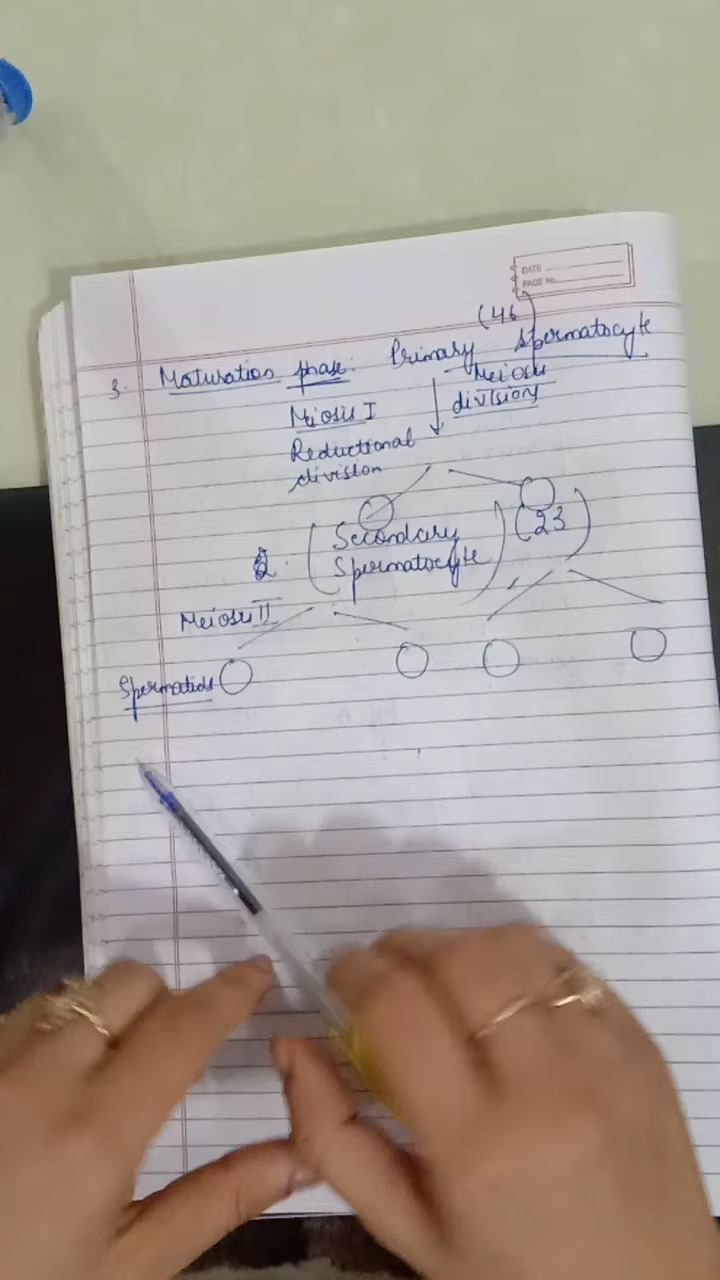 DATE
PAGE No.
(46)
3. Maturation phase: Primary Spermatocyte
Miosis I
Meiosis
division
Reductional
division
2. (Secondary
Spermatocyte)
(23)
Meiosis II
Spermatids